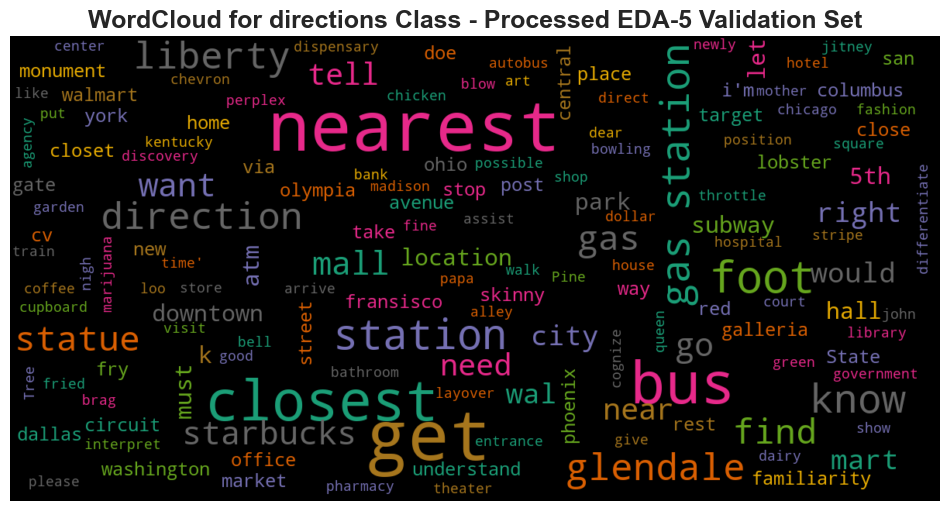 WordCloud for directions Class - Processed EDA-5 Validation Set
center
liberty
dispensary
doe
autobus
newly
jitney
monument
chevron
tell
blow
art
central
place
let
hotel
san
like
walmart
perplex
chicken
direct
i'm
mother
columbus
put
york
home
nearest
dear
gas station
target
chicago
fashion
agency
closet
kentucky
discovery
via
ohio
possible
bowling
position
square
close
gate
want
bank
olympia
madison
stop
post
shop
lobster
5th
garden
direction
avenue
park
throttle
differentiate
cv
take
fine
assist
dollar
subway
right
train
new
time'
atm
mall
location
walk
gas
hospital
stripe
nigh
marijuana
coffee
loo
store
arrive
papa
Pine
house
foot
would
cupboard
downtown
fransisco
skinny
way
red
court
visit
street
alley
hall
john
statue
bell
station
city
queen
go
galleria
library
k
good
need
cognize
State
green
government
fry
must
bathroom
Tree
fried
closest
layover
wal
phoenix
bus
know
brag
circuit
get
near
rest
find
show
dallas
starbucks
entrance
give
interpret
washington
office
understand
glendale
dairy
mart
please
market
pharmacy
theater
familiarity